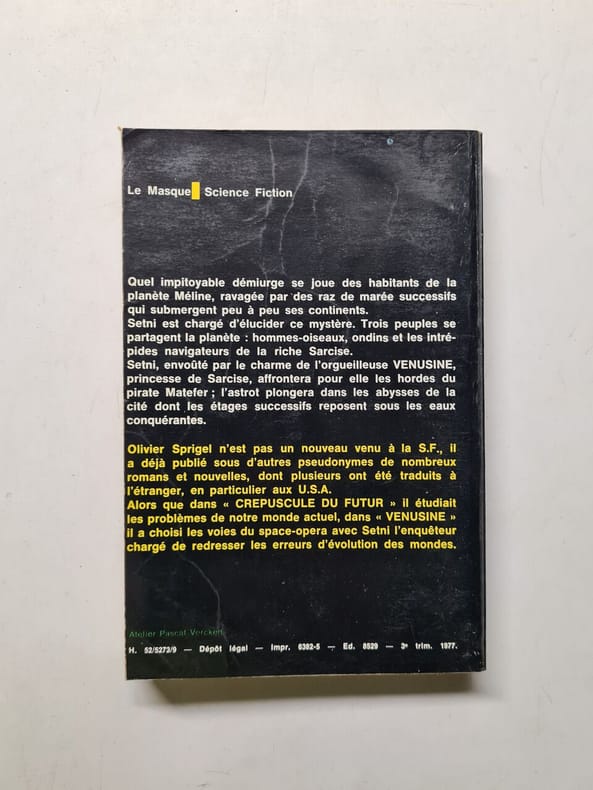 Le Masque Science Fiction
Quel impitoyable démiurge se joue des habitants de la
planète Méline, ravagée par des raz de marée successifs
qui submergent peu à peu ses continents.
Setni est chargé d'élucider ce mystère. Trois peuples se
partagent la planète : hommes-oiseaux, ondins et les intré-
pides navigateurs de la riche Sarcise.
Setni, envoûté par le charme de l'orgueilleuse VENUSINE,
princesse de Sarcise, affrontera pour elle les hordes du
pirate Matefer ; l'astrot plongera dans les abysses de la
cité dont les étages successifs reposent sous les eaux
conquérantes.
Olivier Sprigel n'est pas un nouveau venu à la S.F., il
a déjà publié sous d'autres pseudonymes de nombreux
romans et nouvelles, dont plusieurs ont été traduits à
l'étranger, en particulier aux U.S.A.
Alors que dans « CREPUSCULE DU FUTUR » il étudiait
les problèmes de notre monde actuel, dans « VENUSINE »
il a choisi les voies du space-opera avec Setni l'enquêteur
chargé de redresser les erreurs d'évolution des mondes.
Atelier Pascal Vercken
H. 52/5273/9 — Dépôt légal — Impr. 6382-5 — Ed. 8529 — 3e trim. 1977.